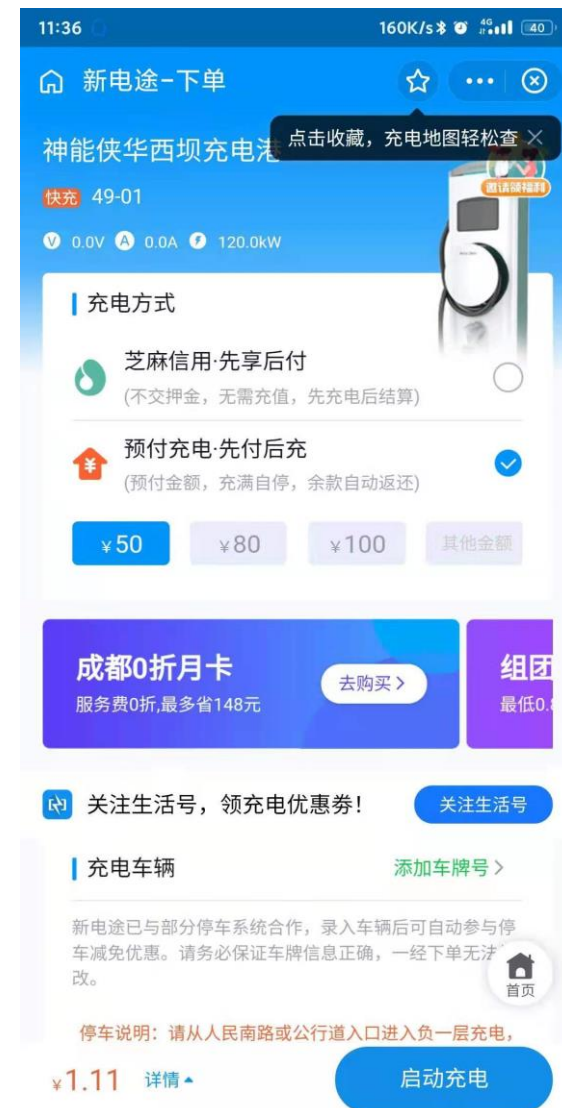 11:36 160K/s 4G 40
新电途-下单
点击收藏，充电地图轻松查
神能侠华西坝充电港
邀请领福利
快充 49-01
V 0.0V A 0.0A 120.0kW
充电方式
芝麻信用·先享后付
(不交押金，无需充值，先充电后结算)
预付充电·先付后充
(预付金额，充满自停，余款自动返还)
¥50 ¥80 ¥100 其他金额
成都0折月卡
服务费0折,最多省148元
去购买>
组团
最低0.8
关注生活号，领充电优惠券！ 关注生活号
充电车辆 添加车牌号>
新电途已与部分停车系统合作，录入车辆后可自动参与停
车减免优惠。请务必保证车牌信息正确，一经下单无法
改。
首页
停车说明：请从人民南路或公行道入口进入负一层充电，
¥1.11 详情 启动充电